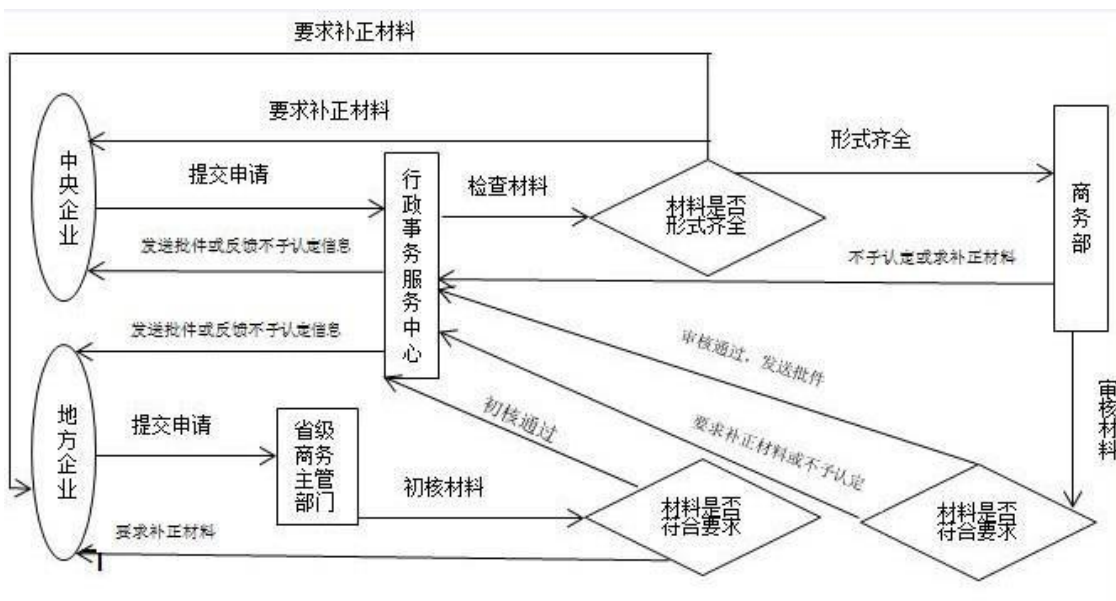 要求补正材料
要求补正材料
形式齐全
中央企业
提交申请
行政事务服务中心
检查材料
材料是否
形式齐全
商务部
发送批件或反馈不予认定信息
不予认定或求补正材料
发送批件或反馈不予认定信息
审核通过，发送批件
审核材料
地方企业
提交申请
省级
商务
主管
部门
初核通过
要求补正材料或不予认定
初核材料
材料是否
符合要求
材料是否
符合要求
要求补正材料